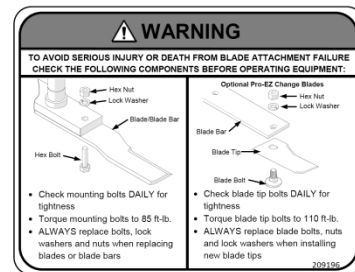 WARNING
TO AVOID SERIOUS INJURY OR DEATH FROM BLADE ATTACHMENT FAILURE
CHECK THE FOLLOWING COMPONENTS BEFORE OPERATING EQUIPMENT:
Hex Nut
Lock Washer
Blade/Blade Bar
Hex Bolt
• Check mounting bolts DAILY for
tightness
• Torque mounting bolts to 85 ft-lb.
• ALWAYS replace bolts, lock
washers and nuts when replacing
blades or blade bars
Optional Pro-EZ Change Blades
Hex Nut
Lock Washer
Blade Bar
Blade Tip
Blade Bolt
• Check blade tip bolts DAILY for
tightness
• Torque blade tip bolts to 110 ft-lb.
• ALWAYS replace blade bolts, nuts
and lock washers when installing
new blade tips
209196